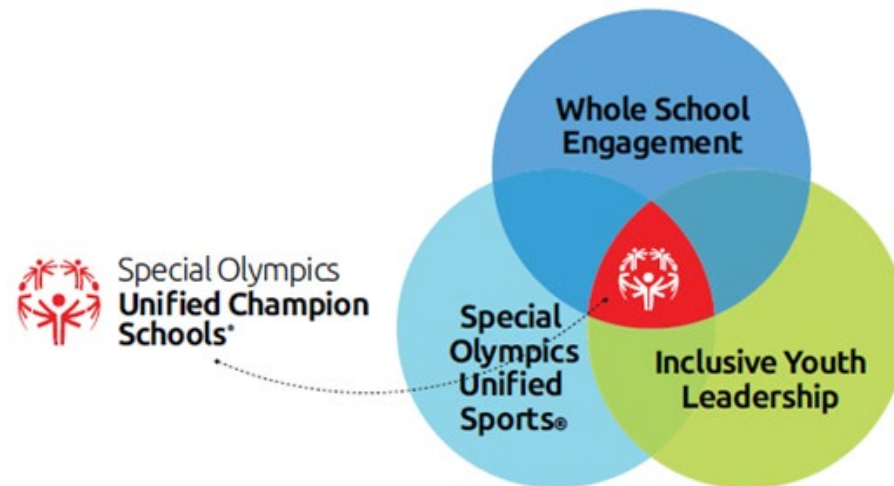 Whole School
Engagement
Special Olympics
Unified Champion
Schools®
Special
Olympics
Unified
Sports®
Inclusive Youth
Leadership